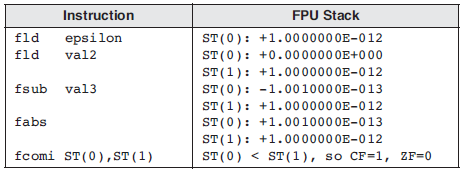 Instruction FPU Stack
fld epsilon ST(0): +1.0000000E-012
fld val2 ST(0): +0.0000000E+000
ST(1): +1.0000000E-012
fsub val3 ST(0): -1.0010000E-013
ST(1): +1.0000000E-012
fabs ST(0): +1.0010000E-013
ST(1): +1.0000000E-012
fcomi ST(0),ST(1) ST(0) < ST(1), so CF=1, ZF=0